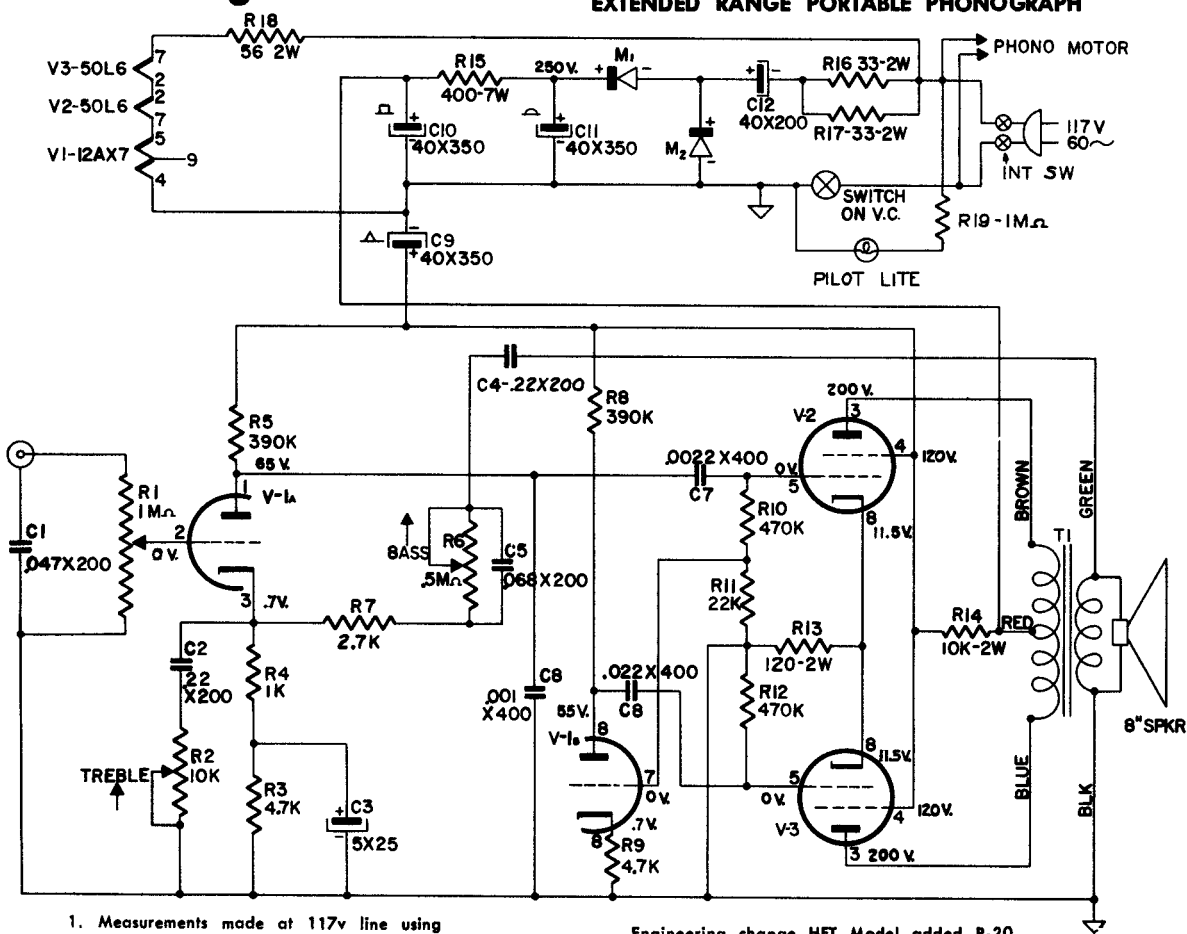 EXTENDED RANGE PORTABLE PHONOGRAPH
R18
56 2W
V3-50L6
7
2
V2-50L6
2
7
V1-12AX7
5
9
4
R15
400-7W
250V.
M1
+ -
C12
40X200
R16 33-2W
R17-33-2W
PHONO MOTOR
117V
60~
INT SW
C10
40X350
C11
40X350
M2
SWITCH
ON V.C.
R19-1MΩ
PILOT LITE
C9
40X350
C4-.22X200
R5
390K
65 V.
R8
390K
200 V.
3
V-2
4
120V.
.0022X400
C7
0V.
5
R10
470K
8
11.5V.
BROWN
GREEN
T1
C1
.047X200
R1
1MΩ
2
0 V.
1
V-1A
3
.7V.
BASS
R6
.5MΩ
C5
.068X200
R7
2.7K
R11
22K
R13
120-2W
R14
10K-2W
RED
C2
.22
X200
R4
1K
C8
.001
X400
.022X400
C8
R12
470K
8" SPKR
55V.
8
V-1B
7
0V.
TREBLE
R2
10K
R3
4.7K
C3
5X25
.7V.
8
R9
4.7K
5
0V.
8
11.5V.
4
120V.
V-3
3
200 V.
BLUE
BLK
1. Measurements made at 117v line using
Engineering change HFT Model added R-20